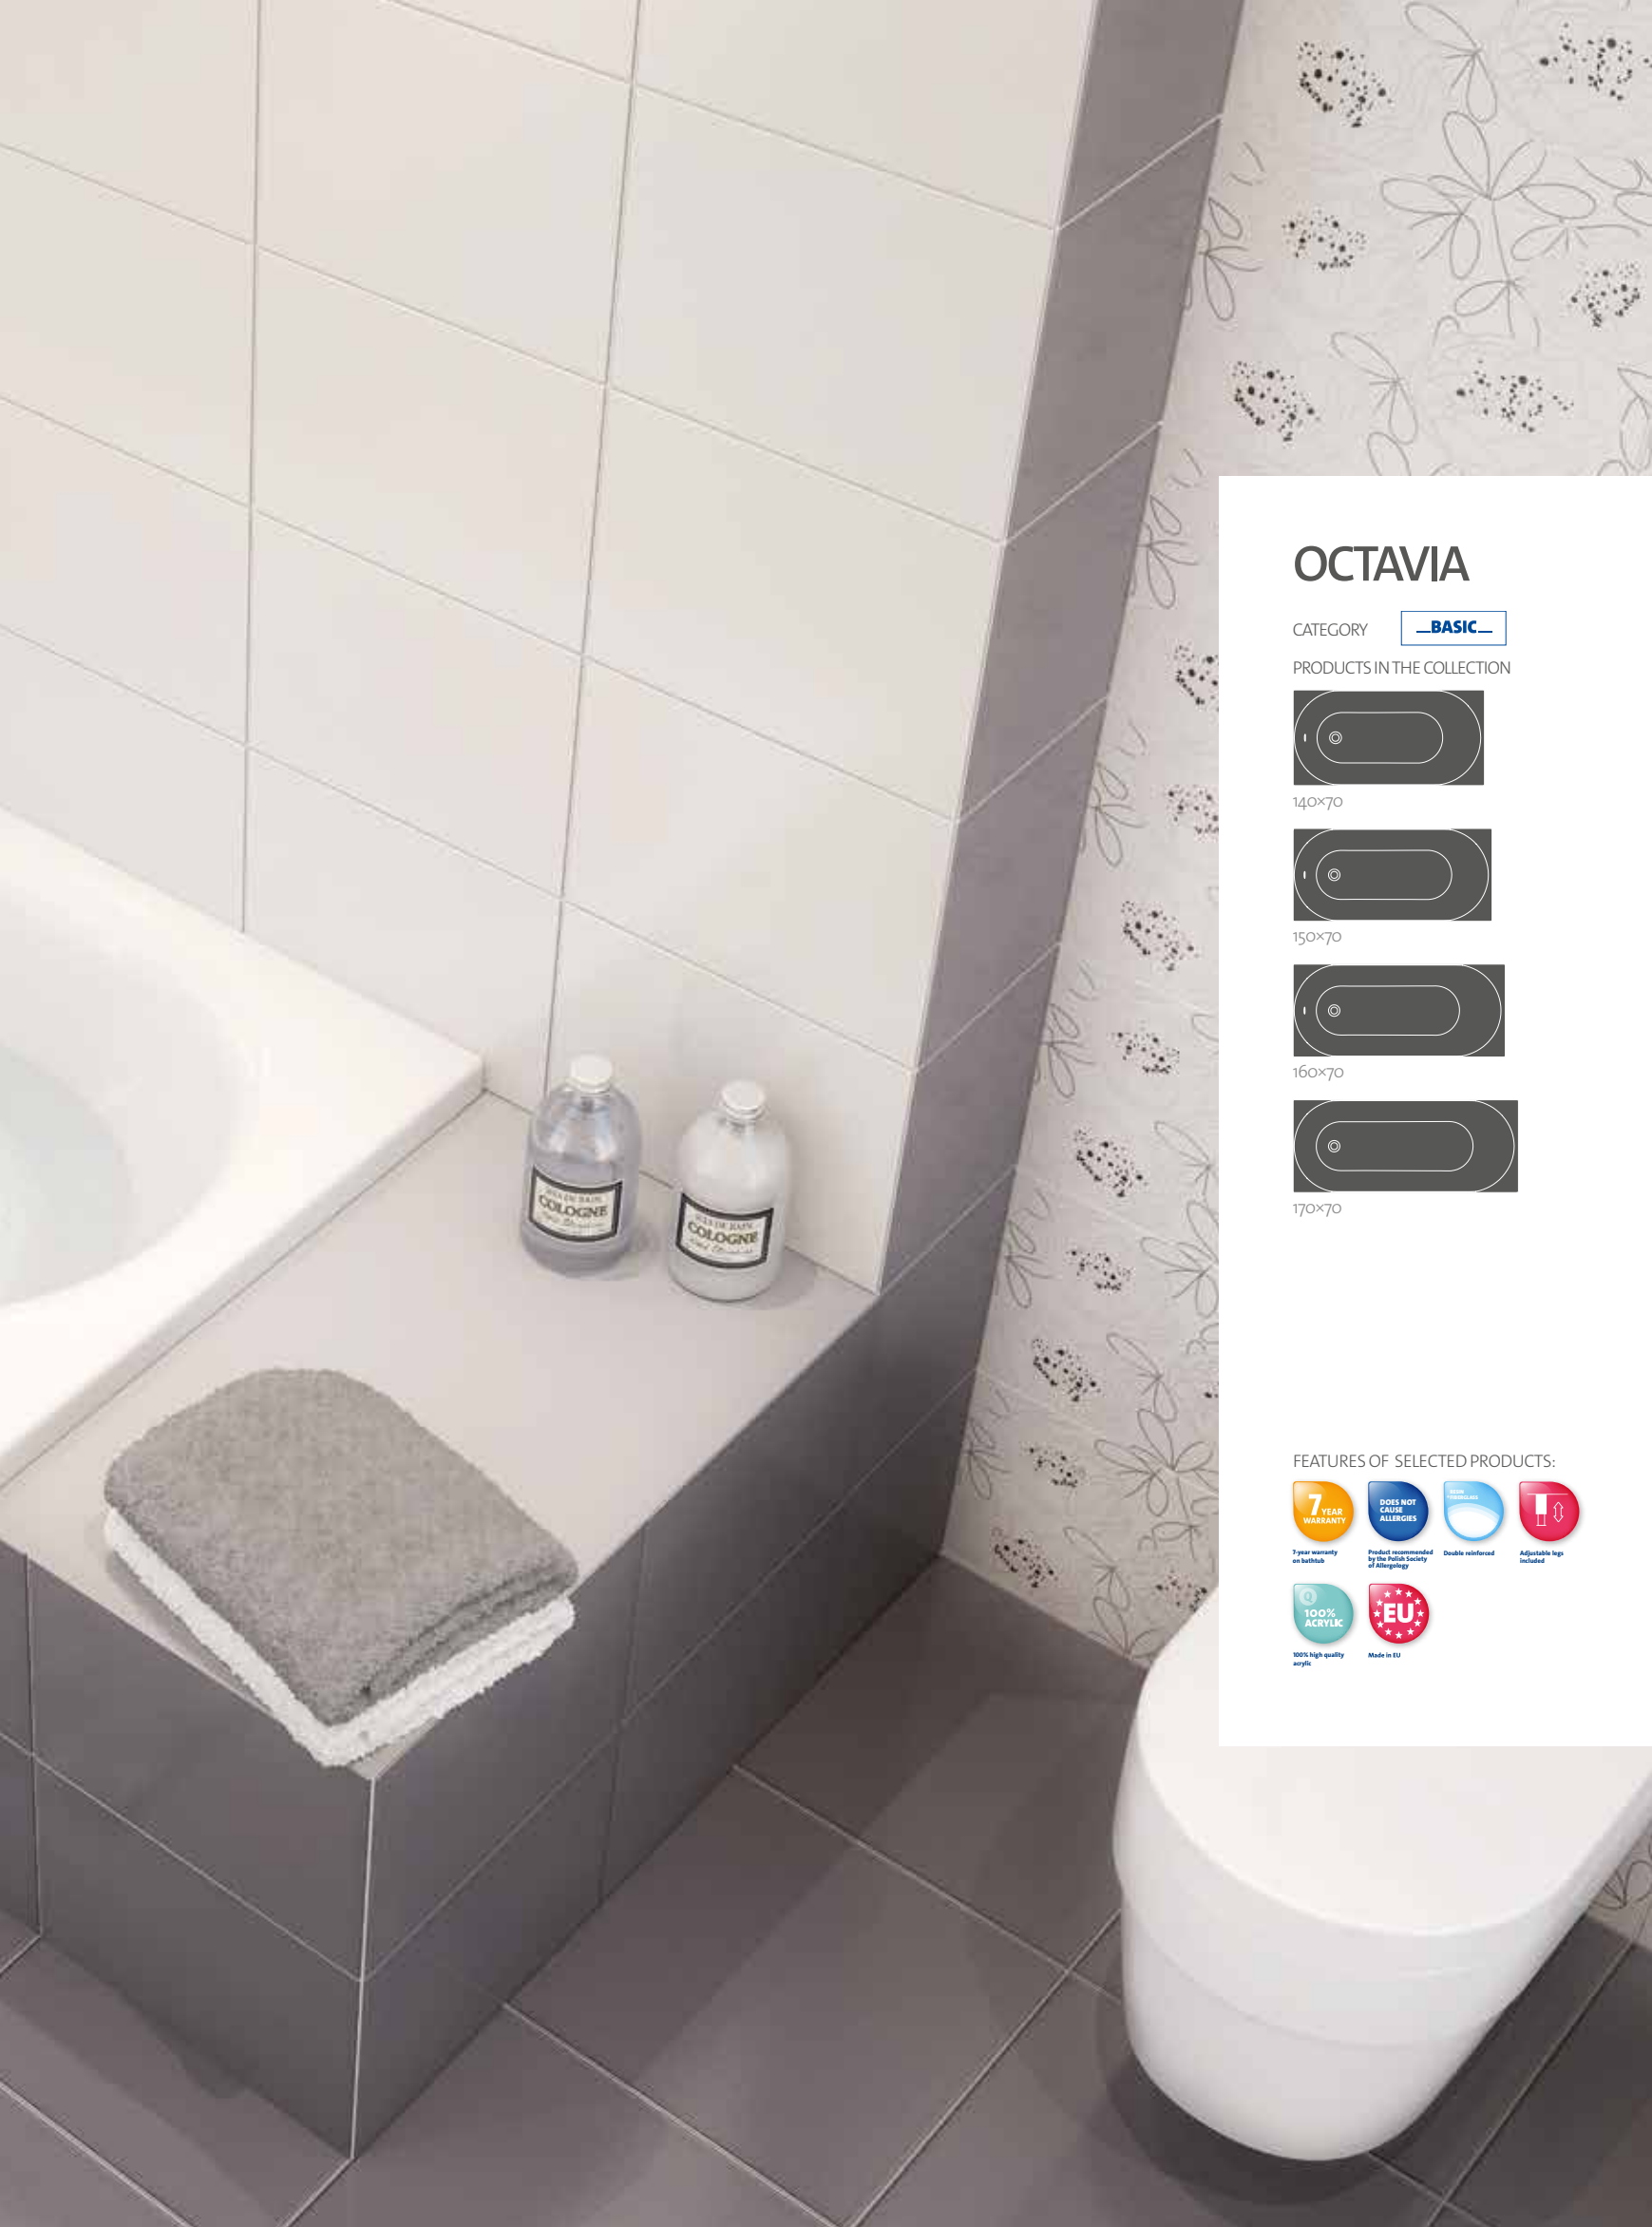 OCTAVIA
CATEGORY
BASIC
PRODUCTS IN THE COLLECTION
140×70
150×70
160×70
170×70
COLOGNE
COLOGNE
FEATURES OF SELECTED PRODUCTS:
7 YEAR
WARRANTY
7-year warranty
on bathtub
DOES NOT
CAUSE
ALLERGIES
Product recommended
by the Polish Society
of Allergology
FIBERGLASS
Double reinforced
Adjustable legs
included
Q
100%
ACRYLIC
100% high quality
acrylic
EU
Made in EU